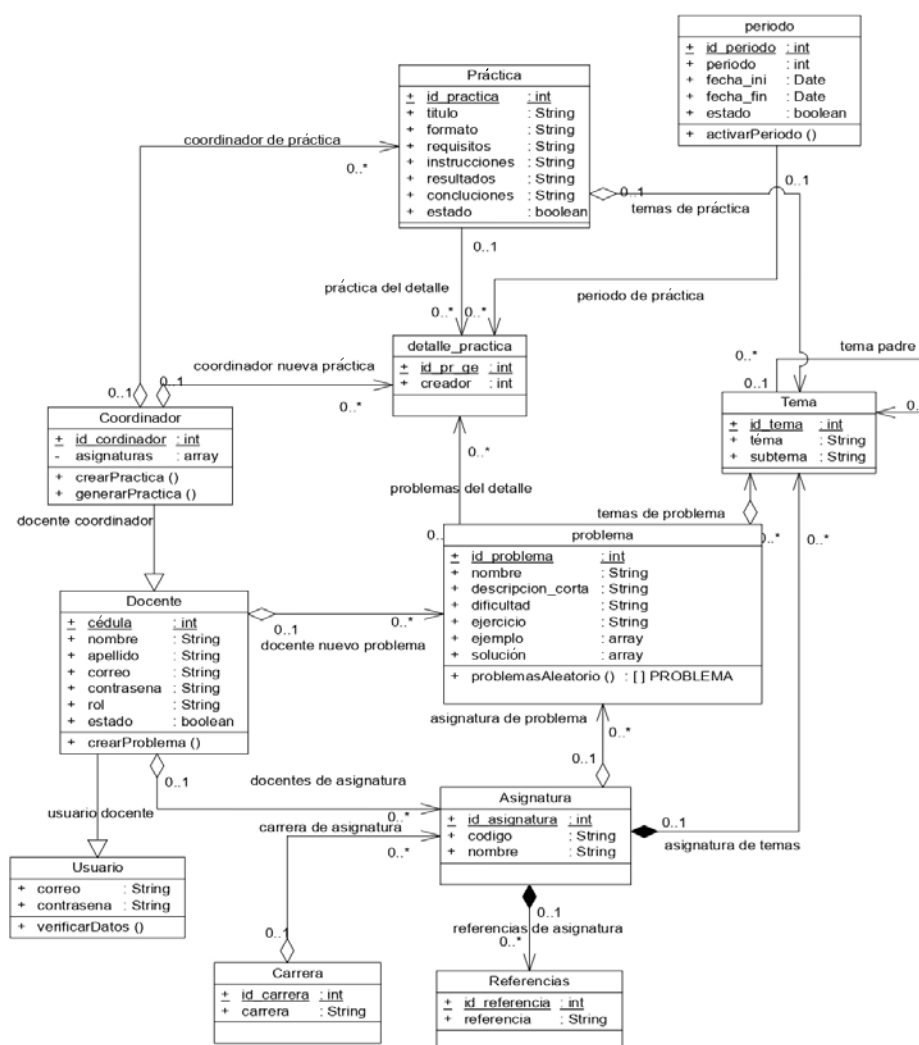 periodo
+ id_periodo : int
+ periodo : int
+ fecha_ini : Date
+ fecha_fin : Date
+ estado : boolean
+ activarPeriodo ()
Práctica
+ id_practica : int
+ titulo : String
+ formato : String
+ requisitos : String
+ instrucciones : String
+ resultados : String
+ concluciones : String
+ estado : boolean
coordinador de práctica
0..*
0..1
temas de práctica
0..1
0..1
práctica del detalle
periodo de práctica
0..*
0..*
detalle_practica
+ id_pr_ge : int
+ creador : int
coordinador nueva práctica
0..1
0..1
0..*
tema padre
0..*
0..1
0..
Tema
+ id_tema : int
+ téma : String
+ subtema : String
Coordinador
+ id_cordinador : int
- asignaturas : array
+ crearPractica ()
+ generarPractica ()
0..*
problemas del detalle
0..
docente coordinador
temas de problema
0..*
0..*
problema
+ id_problema : int
+ nombre : String
+ descripcion_corta : String
+ dificultad : String
+ ejercicio : String
+ ejemplo : array
+ solución : array
+ problemasAleatorio () : [ ] PROBLEMA
Docente
+ cédula : int
+ nombre : String
+ apellido : String
+ correo : String
+ contrasena : String
+ rol : String
+ estado : boolean
+ crearProblema ()
0..1
0..*
docente nuevo problema
asignatura de problema
0..*
0..1
0..1
docentes de asignatura
0..*
usuario docente
Asignatura
+ id_asignatura : int
+ codigo : String
+ nombre : String
carrera de asignatura
0..*
0..1
asignatura de temas
Usuario
+ correo : String
+ contrasena : String
+ verificarDatos ()
0..1
referencias de asignatura
0..*
0..1
Carrera
+ id_carrera : int
+ carrera : String
Referencias
+ id_referencia : int
+ referencia : String